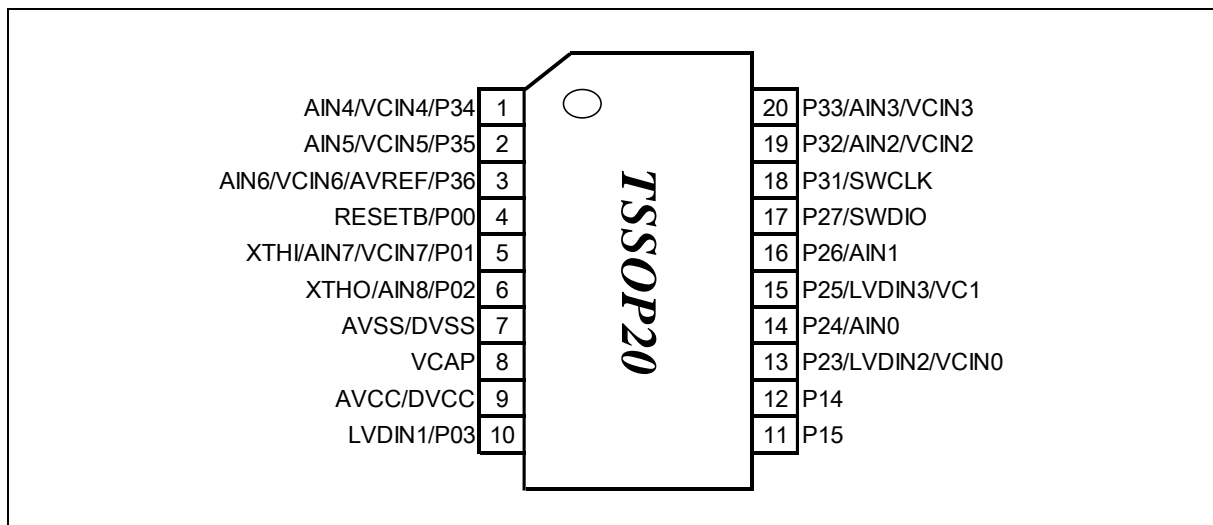 AIN4/VCIN4/P34 1 20 P33/AIN3/VCIN3
AIN5/VCIN5/P35 2 19 P32/AIN2/VCIN2
AIN6/VCIN6/AVREF/P36 3 18 P31/SWCLK
RESETB/P00 4 17 P27/SWDIO
XTHI/AIN7/VCIN7/P01 5 16 P26/AIN1
XTHO/AIN8/P02 6 15 P25/LVDIN3/VC1
AVSS/DVSS 7 14 P24/AIN0
VCAP 8 13 P23/LVDIN2/VCIN0
AVCC/DVCC 9 12 P14
LVDIN1/P03 10 11 P15
TSSOP20